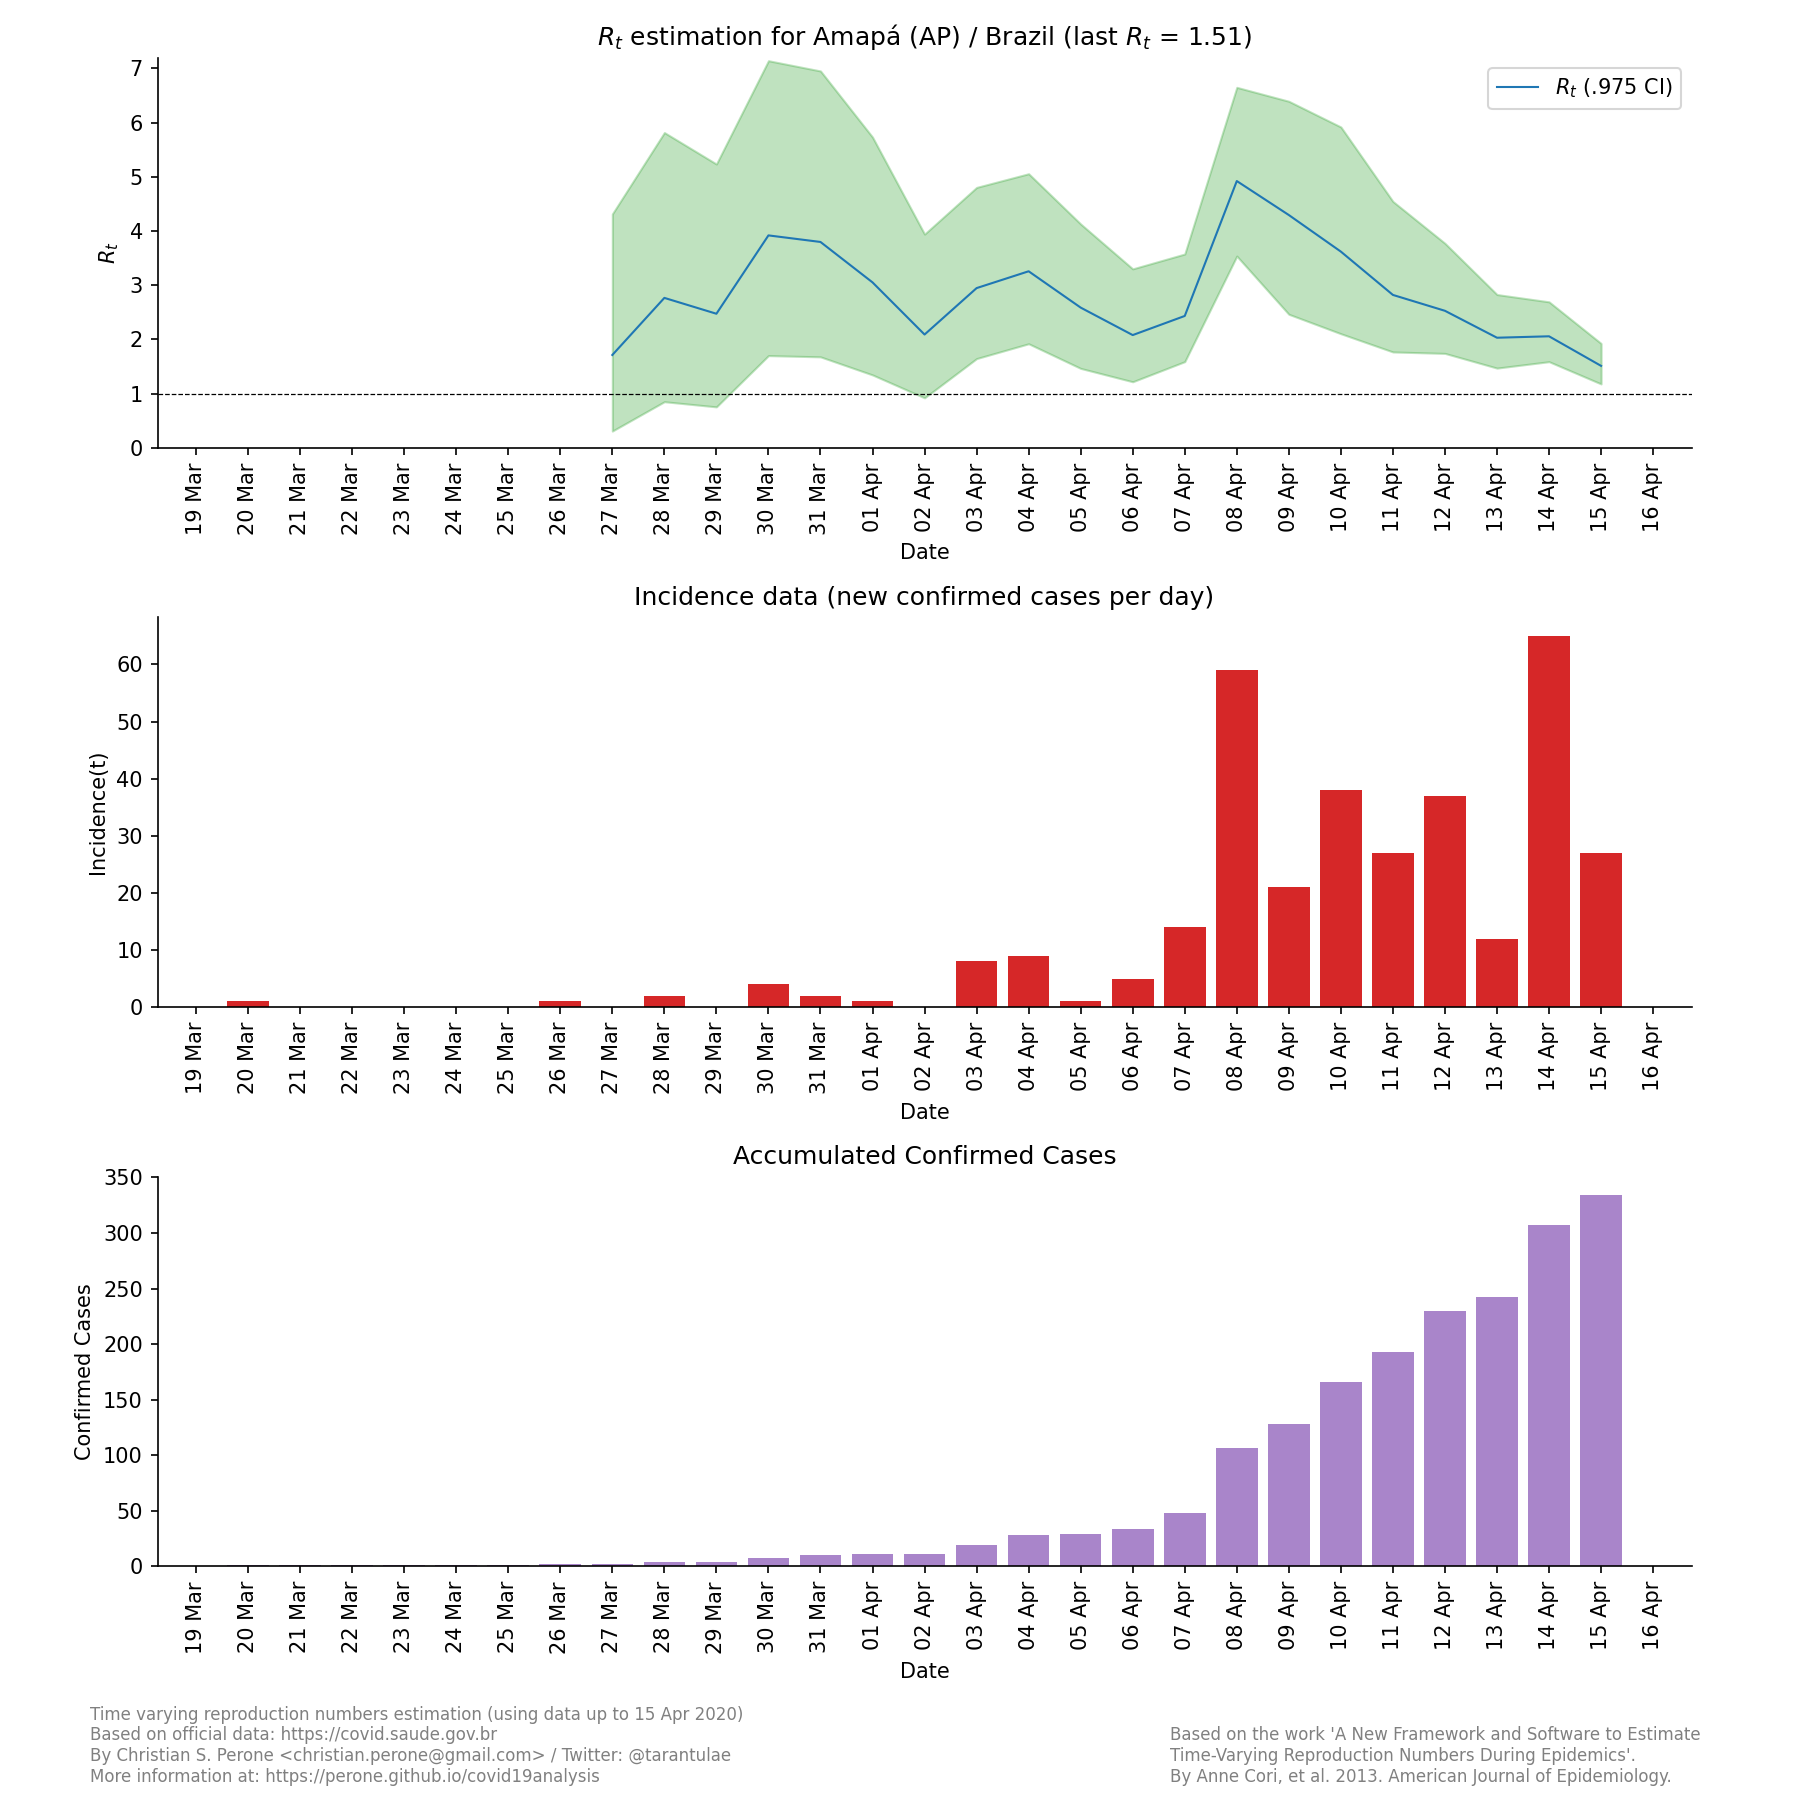 R_t estimation for Amapá (AP) / Brazil (last R_t = 1.51)
R_t (.975 CI)
7
6
5
4
3
2
1
0
R_t
19 Mar 20 Mar 21 Mar 22 Mar 23 Mar 24 Mar 25 Mar 26 Mar 27 Mar 28 Mar 29 Mar 30 Mar 31 Mar 01 Apr 02 Apr 03 Apr 04 Apr 05 Apr 06 Apr 07 Apr 08 Apr 09 Apr 10 Apr 11 Apr 12 Apr 13 Apr 14 Apr 15 Apr 16 Apr
Date
Incidence data (new confirmed cases per day)
60
50
40
30
20
10
0
Incidence(t)
19 Mar 20 Mar 21 Mar 22 Mar 23 Mar 24 Mar 25 Mar 26 Mar 27 Mar 28 Mar 29 Mar 30 Mar 31 Mar 01 Apr 02 Apr 03 Apr 04 Apr 05 Apr 06 Apr 07 Apr 08 Apr 09 Apr 10 Apr 11 Apr 12 Apr 13 Apr 14 Apr 15 Apr 16 Apr
Date
Accumulated Confirmed Cases
350
300
250
200
150
100
50
0
Confirmed Cases
19 Mar 20 Mar 21 Mar 22 Mar 23 Mar 24 Mar 25 Mar 26 Mar 27 Mar 28 Mar 29 Mar 30 Mar 31 Mar 01 Apr 02 Apr 03 Apr 04 Apr 05 Apr 06 Apr 07 Apr 08 Apr 09 Apr 10 Apr 11 Apr 12 Apr 13 Apr 14 Apr 15 Apr 16 Apr
Date
Time varying reproduction numbers estimation (using data up to 15 Apr 2020)
Based on official data: https://covid.saude.gov.br
By Christian S. Perone <christian.perone@gmail.com> / Twitter: @tarantulae
More information at: https://perone.github.io/covid19analysis
Based on the work 'A New Framework and Software to Estimate
Time-Varying Reproduction Numbers During Epidemics'.
By Anne Cori, et al. 2013. American Journal of Epidemiology.